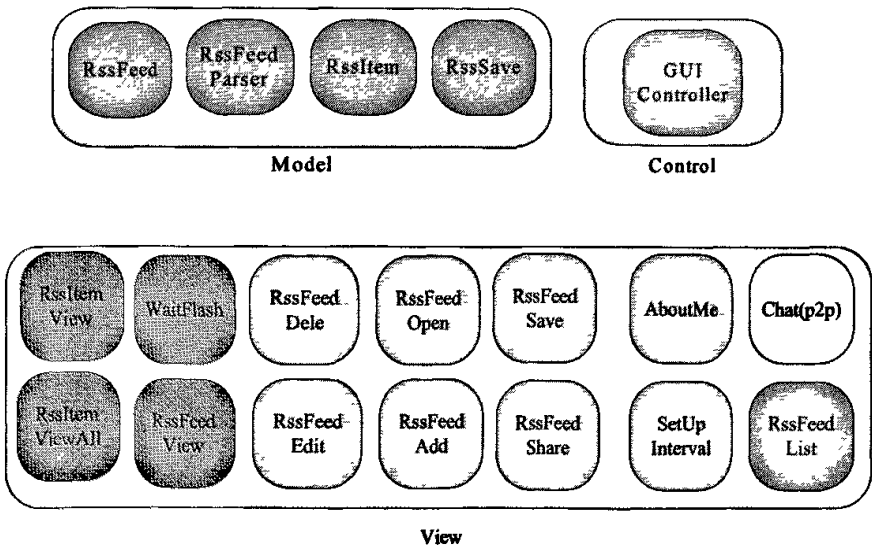 RssFeed
RssFeed
Parser
RssItem
RssSave
GUI
Controller
Model
Control
RssItem
View
WaitFlash
RssFeed
Dele
RssFeed
Open
RssFeed
Save
AboutMe
Chat(p2p)
RssItem
ViewAll
RssFeed
View
RssFeed
Edit
RssFeed
Add
RssFeed
Share
SetUp
Interval
RssFeed
List
View